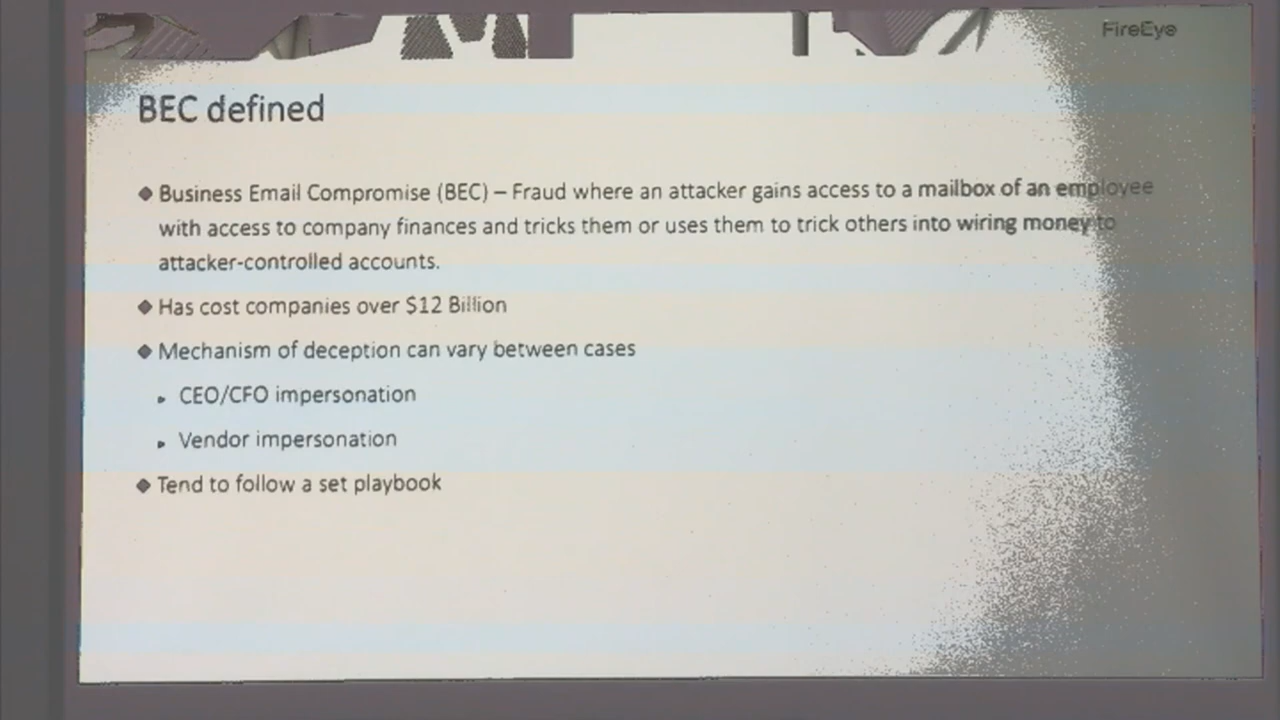 FireEye
BEC defined
Business Email Compromise (BEC) – Fraud where an attacker gains access to a mailbox of an employee
with access to company finances and tricks them or uses them to trick others into wiring money to
attacker-controlled accounts.
Has cost companies over $12 Billion
Mechanism of deception can vary between cases
CEO/CFO impersonation
Vendor impersonation
Tend to follow a set playbook